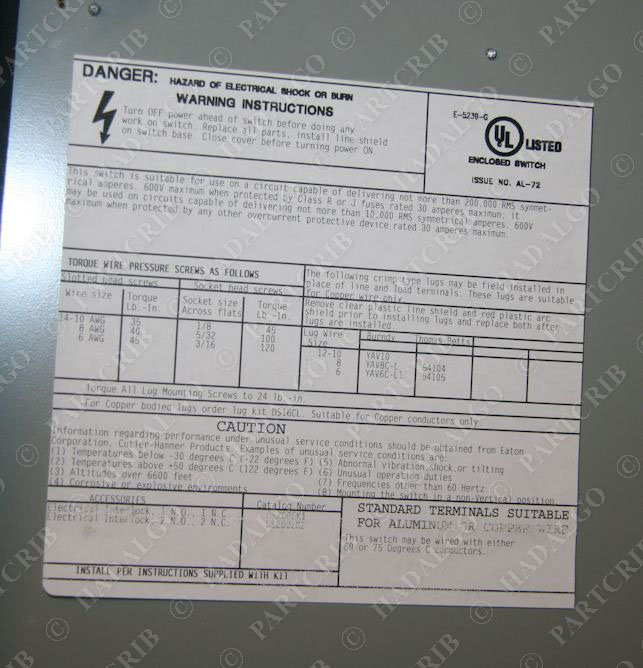 DANGER: HAZARD OF ELECTRICAL SHOCK OR BURN
WARNING INSTRUCTIONS
Turn OFF power ahead of switch before doing any
work on switch. Replace all parts, install line shield
on switch base. Close cover before turning power ON
E-5239-G
UL LISTED
ENCLOSED SWITCH
ISSUE NO. AL-72
This switch is suitable for use on a circuit capable of delivering not more than 200,000 RMS symmet-
rical amperes, 600V maximum when protected by Class R or J fuses rated 30 amperes maximum; it
may be used on circuits capable of delivering not more than 10,000 RMS symmetrical amperes, 600V
maximum when protected by any other overcurrent protective device rated 30 amperes maximum.
TORQUE WIRE PRESSURE SCREWS AS FOLLOWS
Slotted head screws Socket head screws
Wire size Torque Lb.-In. Socket size Across flats Torque Lb.-In.
14-10 AWG 35 1/8 45
8 AWG 40 5/32 100
6 AWG 45 3/16 120
The following crimp type lugs may be field installed in
place of line and load terminals. These lugs are suitable
for Copper wire only.
Remove clear plastic line shield and red plastic arc
shield prior to installing lugs and replace both after
lugs are installed.
Lug Wire Size Burndy Thomas-Betts
12-10 YAV10
8 YAV8C-L 54104
6 YAV6C-L1 54105
Torque All Lug Mounting Screws to 24 lb.-in.
For Copper bodied lugs order lug kit DS16CL. Suitable for Copper conductors only.
CAUTION
Information regarding performance under unusual service conditions should be obtained from Eaton
Corporation, Cutler-Hammer Products. Examples of unusual service conditions are:
(1) Temperatures below -30 degrees C (-22 degrees F) (5) Abnormal vibration,shock,or tilting
(2) Temperatures above +50 degrees C (122 degrees F) (6) Unusual operating duties
(3) Altitudes over 6600 feet (7) Frequencies other than 60 Hertz
(4) Corrosive or explosive environments (8) Mounting the switch in a non-Vertical position
ACCESSORIES Catalog Number
Electrical Interlock, 1 N.O., 1 N.C.
Electrical Interlock, 2 N.O., 2 N.C.
INSTALL PER INSTRUCTIONS SUPPLIED WITH KIT
STANDARD TERMINALS SUITABLE
FOR ALUMINUM OR COPPER WIRE
This switch may be wired with either
60 or 75 Degrees C conductors.
© PARTCRIB © HADALGO